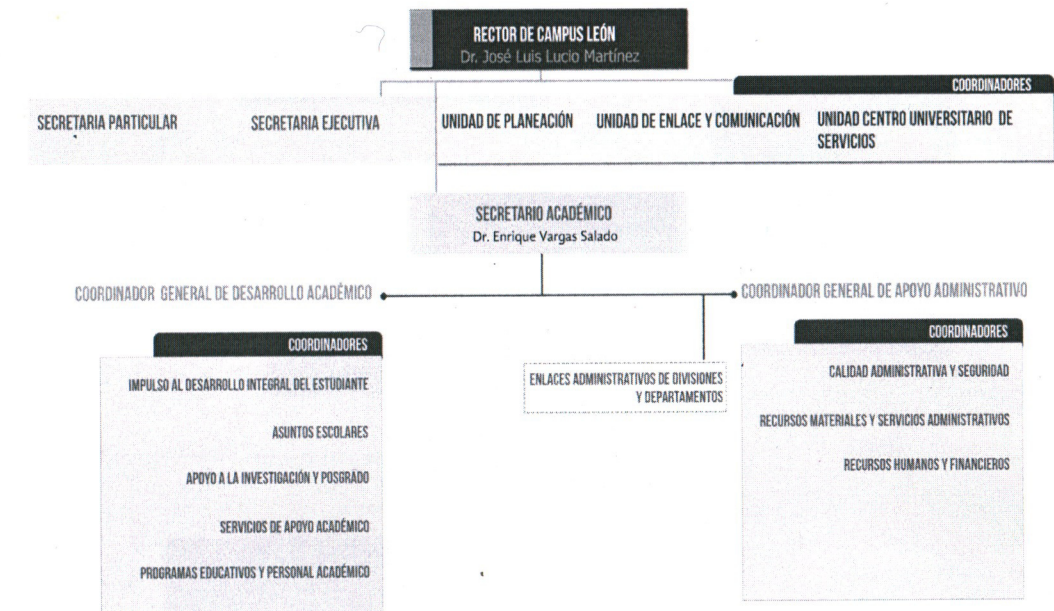 RECTOR DE CAMPUS LEÓN
Dr. José Luis Lucio Martínez
COORDINADORES
SECRETARIA PARTICULAR
SECRETARIA EJECUTIVA
UNIDAD DE PLANEACIÓN
UNIDAD DE ENLACE Y COMUNICACIÓN
UNIDAD CENTRO UNIVERSITARIO DE
SERVICIOS
SECRETARIO ACADÉMICO
Dr. Enrique Vargas Salado
COORDINADOR GENERAL DE DESARROLLO ACADÉMICO
COORDINADOR GENERAL DE APOYO ADMINISTRATIVO
COORDINADORES
IMPULSO AL DESARROLLO INTEGRAL DEL ESTUDIANTE
ASUNTOS ESCOLARES
APOYO A LA INVESTIGACIÓN Y POSGRADO
SERVICIOS DE APOYO ACADÉMICO
PROGRAMAS EDUCATIVOS Y PERSONAL ACADÉMICO
ENLACES ADMINISTRATIVOS DE DIVISIONES
Y DEPARTAMENTOS
COORDINADORES
CALIDAD ADMINISTRATIVA Y SEGURIDAD
RECURSOS MATERIALES Y SERVICIOS ADMINISTRATIVOS
RECURSOS HUMANOS Y FINANCIEROS